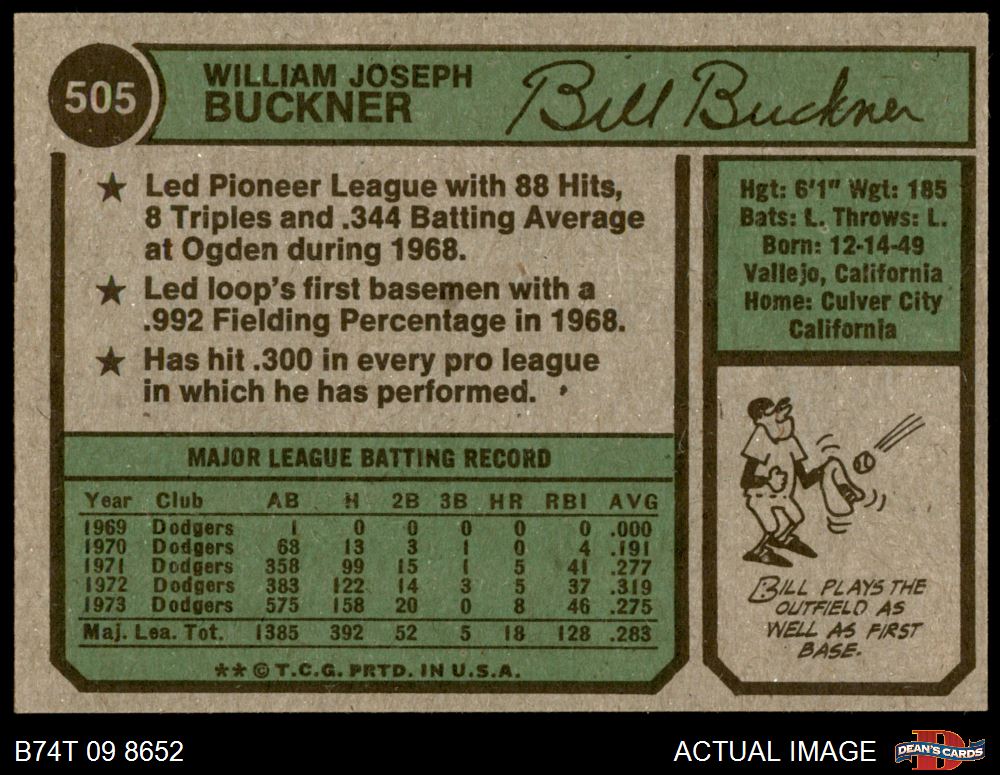 505
WILLIAM JOSEPH
BUCKNER
Bill Buckner
★ Led Pioneer League with 88 Hits,
8 Triples and .344 Batting Average
at Ogden during 1968.
★ Led loop's first basemen with a
.992 Fielding Percentage in 1968.
★ Has hit .300 in every pro league
in which he has performed.
Hgt: 6'1" Wgt: 185
Bats: L. Throws: L.
Born: 12-14-49
Vallejo, California
Home: Culver City
California
MAJOR LEAGUE BATTING RECORD
Year Club AB H 2B 3B HR RBI AVG
1969 Dodgers 1 0 0 0 0 0 .000
1970 Dodgers 68 13 3 1 0 4 .191
1971 Dodgers 358 99 15 1 5 41 .277
1972 Dodgers 383 122 14 3 5 37 .319
1973 Dodgers 575 158 20 0 8 46 .275
Maj. Lea. Tot. 1385 392 52 5 18 128 .283
** © T.C.G. PRTD. IN U.S.A.
BILL PLAYS THE
OUTFIELD AS
WELL AS FIRST
BASE.
B74T 09 8652
ACTUAL IMAGE
D
DEAN'S CARDS